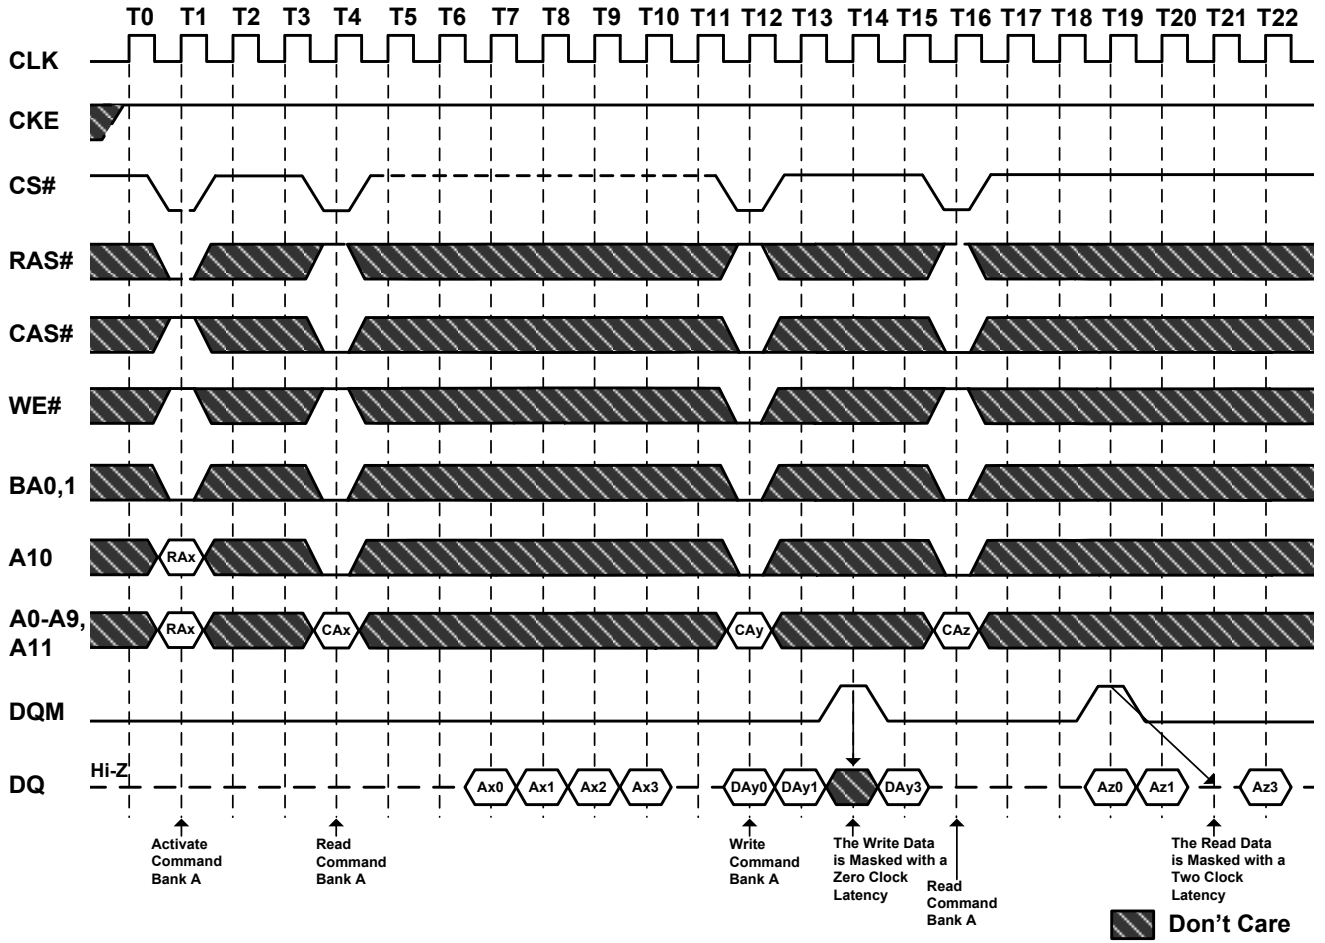 T0 T1 T2 T3 T4 T5 T6 T7 T8 T9 T10 T11 T12 T13 T14 T15 T16 T17 T18 T19 T20 T21 T22
CLK
CKE
CS#
RAS#
CAS#
WE#
BA0,1
A10
RAx
A0-A9,
A11
RAx CAx CAy CAz
DQM
DQ
Hi-Z
Ax0 Ax1 Ax2 Ax3 DAy0 DAy1 DAy3 Az0 Az1 Az3
Activate
Command
Bank A
Read
Command
Bank A
Write
Command
Bank A
The Write Data
is Masked with a
Zero Clock
Latency
Read
Command
Bank A
The Read Data
is Masked with a
Two Clock
Latency
Don't Care